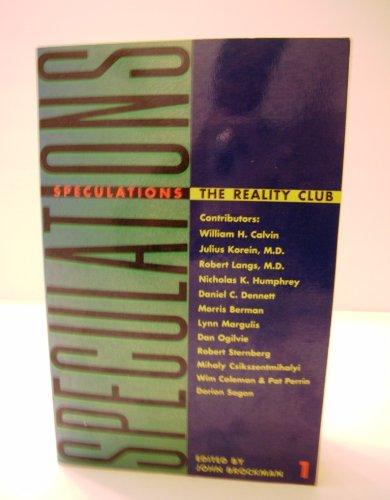 SPECULATIONS
SPECULATIONS THE REALITY CLUB
Contributors:
William H. Calvin
Julius Korein, M.D.
Robert Langs, M.D.
Nicholas K. Humphrey
Daniel C. Dennett
Morris Berman
Lynn Margulis
Dan Ogilvie
Robert Sternberg
Mihaly Csikszentmihalyi
Wim Coleman & Pat Perrin
Dorion Sagan
EDITED BY
JOHN BROCKMAN 1